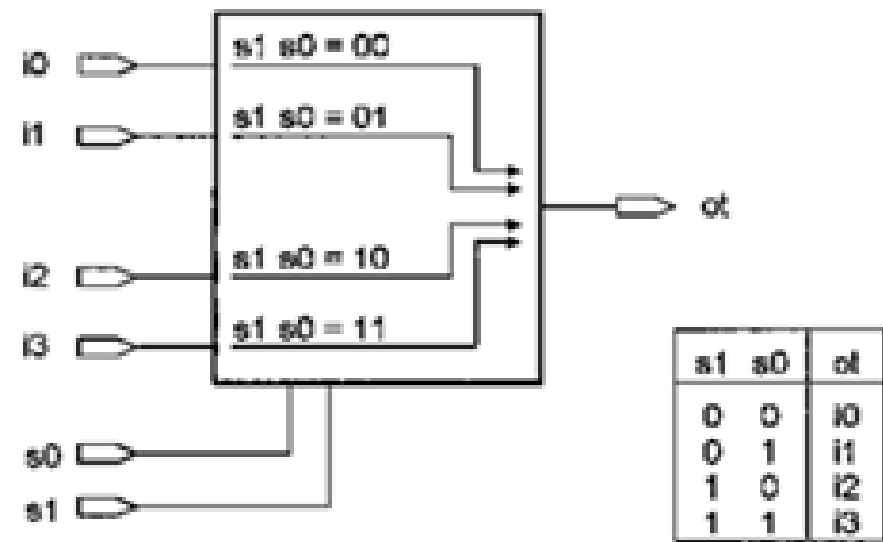 i0
s1 s0 = 00
i1
s1 s0 = 01
ot
i2
s1 s0 = 10
i3
s1 s0 = 11
s0
s1
s1 s0 ot
0 0 i0
0 1 i1
1 0 i2
1 1 i3